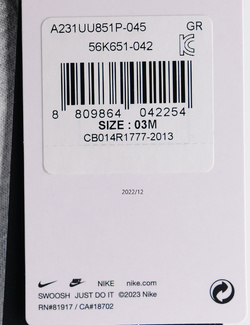 A231UU851P-045 GR
56K651-042
8 809864 042254
SIZE : 03M
CB014R1777-2013
2022/12
NIKE nike.com
SWOOSH JUST DO IT ©2023 Nike
RN#81917 / CA#18702